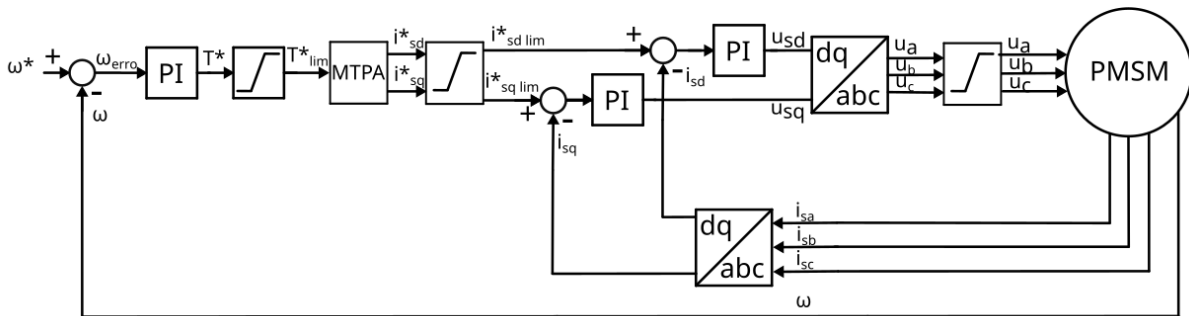 ω*
+
-
ω
ω_erro
PI
T*
T*_lim
MTPA
i*_sd
i*_sq
i*_sd lim
i*_sq lim
+
-
i_sq
PI
u_sq
+
-
i_sd
PI
u_sd
dq
abc
u_a
u_b
u_c
u_a
u_b
u_c
PMSM
dq
abc
i_sa
i_sb
i_sc
ω